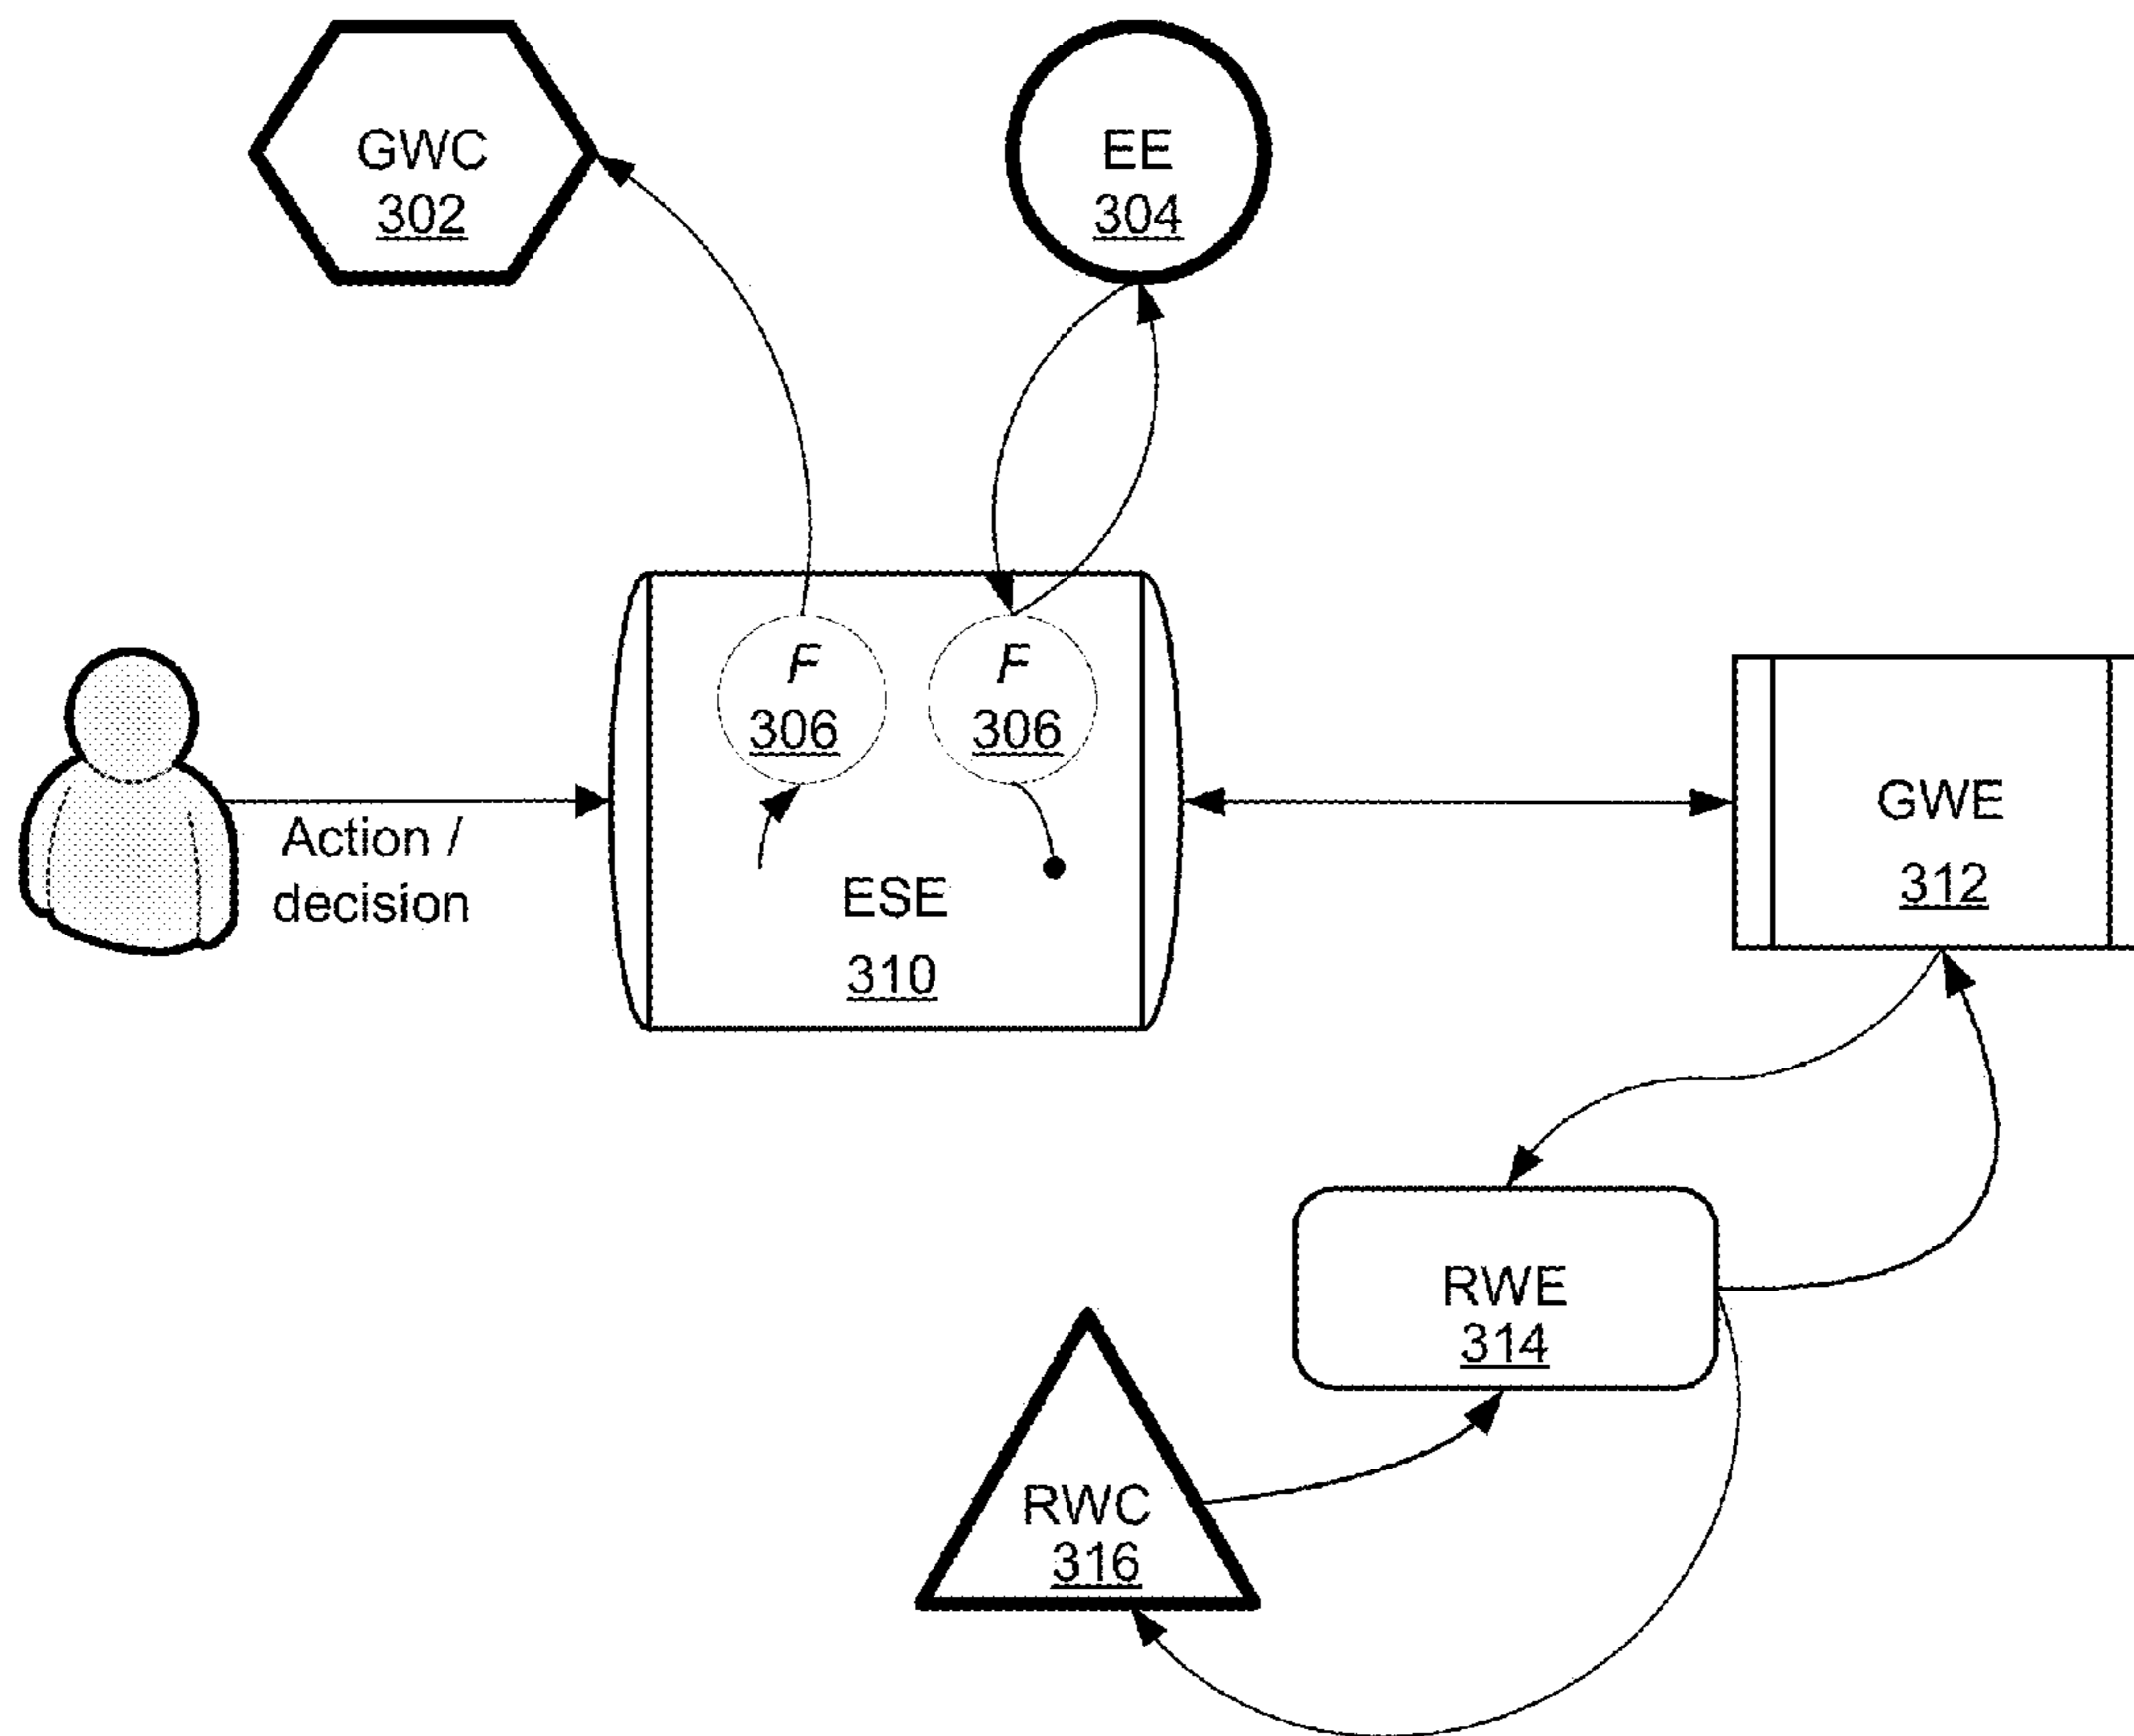 GWC
302
EE
304
F
306
F
306
Action /
decision
ESE
310
GWE
312
RWE
314
RWC
316